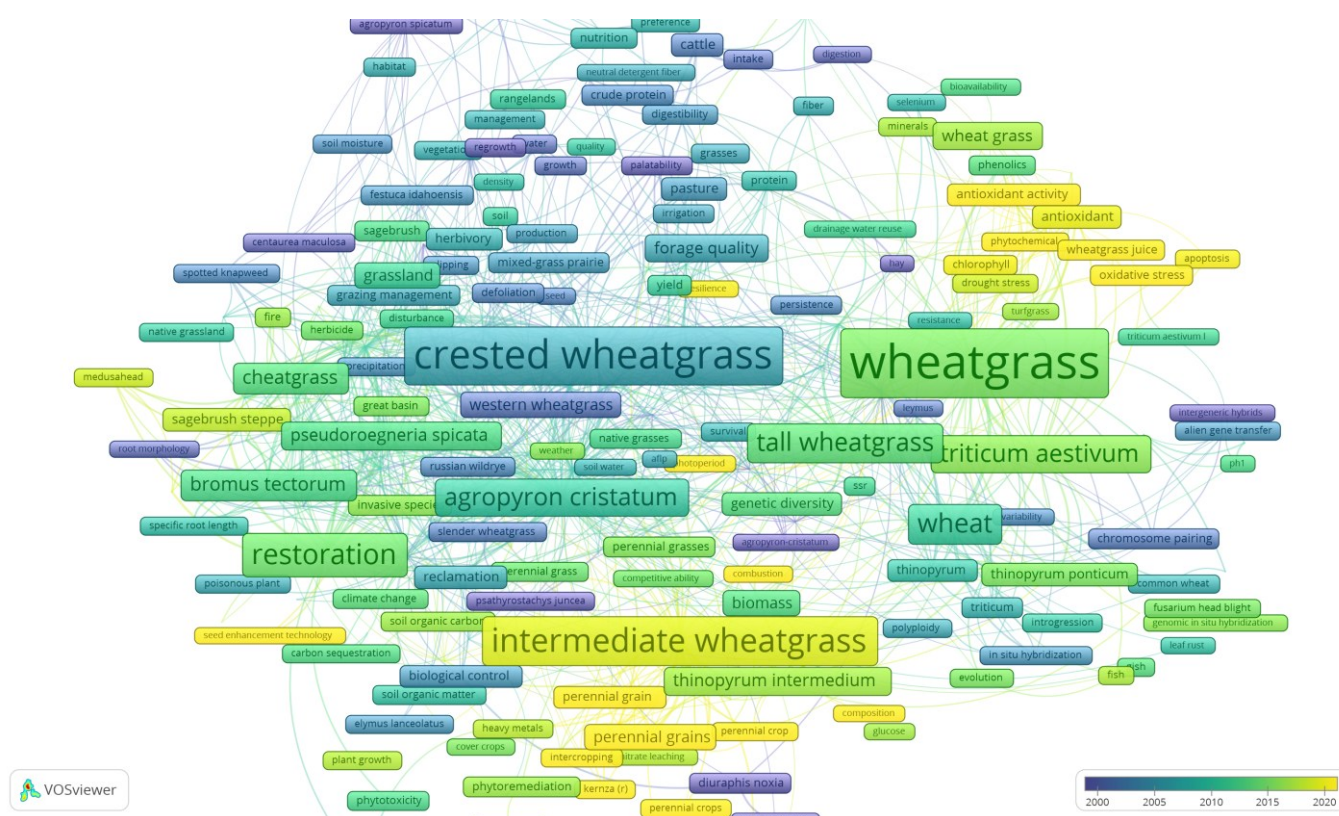 agropyron spicatum
preference
nutrition
cattle
intake
digestion
habitat
neutral detergent fiber
crude protein
rangelands
fiber
bioavailability
selenium
management
digestibility
minerals
wheat grass
soil moisture
vegetation
regrowth
water
quality
grasses
growth
palatability
phenolics
density
protein
festuca idahoensis
pasture
antioxidant activity
soil
irrigation
antioxidant
sagebrush
herbivory
production
drainage water reuse
centaurea maculosa
phytochemical
forage quality
wheatgrass juice
mixed-grass prairie
hay
chlorophyll
apoptosis
spotted knapweed
grassland
oxidative stress
yield
drought stress
grazing management
defoliation
seed
persistence
fire
disturbance
turfgrass
native grassland
herbicide
resistance
triticum aestivum l
crested wheatgrass
wheatgrass
precipitation
medusahead
cheatgrass
great basin
western wheatgrass
leymus
intergeneric hybrids
sagebrush steppe
alien gene transfer
pseudoroegneria spicata
native grasses
survival
tall wheatgrass
root morphology
weather
triticum aestivum
aflp
photoperiod
ph1
russian wildrye
soil water
bromus tectorum
ssr
agropyron cristatum
invasive species
genetic diversity
specific root length
wheat
variability
slender wheatgrass
chromosome pairing
agropyron-cristatum
restoration
perennial grasses
thinopyrum
perennial grass
combustion
thinopyrum ponticum
reclamation
competitive ability
poisonous plant
common wheat
climate change
psathyrostachys juncea
biomass
triticum
fusarium head blight
soil organic carbon
introgression
genomic in situ hybridization
seed enhancement technology
polyploidy
intermediate wheatgrass
leaf rust
carbon sequestration
in situ hybridization
gish
biological control
fish
thinopyrum intermedium
evolution
soil organic matter
perennial grain
composition
elymus lanceolatus
heavy metals
perennial crop
glucose
perennial grains
cover crops
plant growth
intercropping
nitrate leaching
diuraphis noxia
phytoremediation
kernza (r)
phytotoxicity
perennial crops
VOSviewer
2000 2005 2010 2015 2020